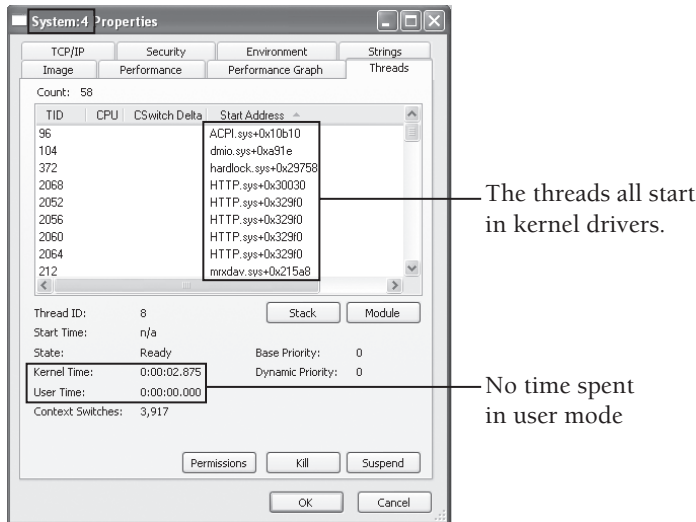 System:4 Properties
TCP/IP Security Environment Strings
Image Performance Performance Graph Threads
Count: 58
TID CPU CSwitch Delta Start Address
96 ACPI.sys+0x10b10
104 dmio.sys+0xa91e
372 hardlock.sys+0x29758
2068 HTTP.sys+0x30030
2052 HTTP.sys+0x329f0
2056 HTTP.sys+0x329f0
2060 HTTP.sys+0x329f0
2064 HTTP.sys+0x329f0
212 mrxdav.sys+0x215a8
The threads all start
in kernel drivers.
Thread ID: 8 Stack Module
Start Time: n/a
State: Ready Base Priority: 0
Kernel Time: 0:00:02.875 Dynamic Priority: 0
User Time: 0:00:00.000
Context Switches: 3,917
No time spent
in user mode
Permissions Kill Suspend
OK Cancel